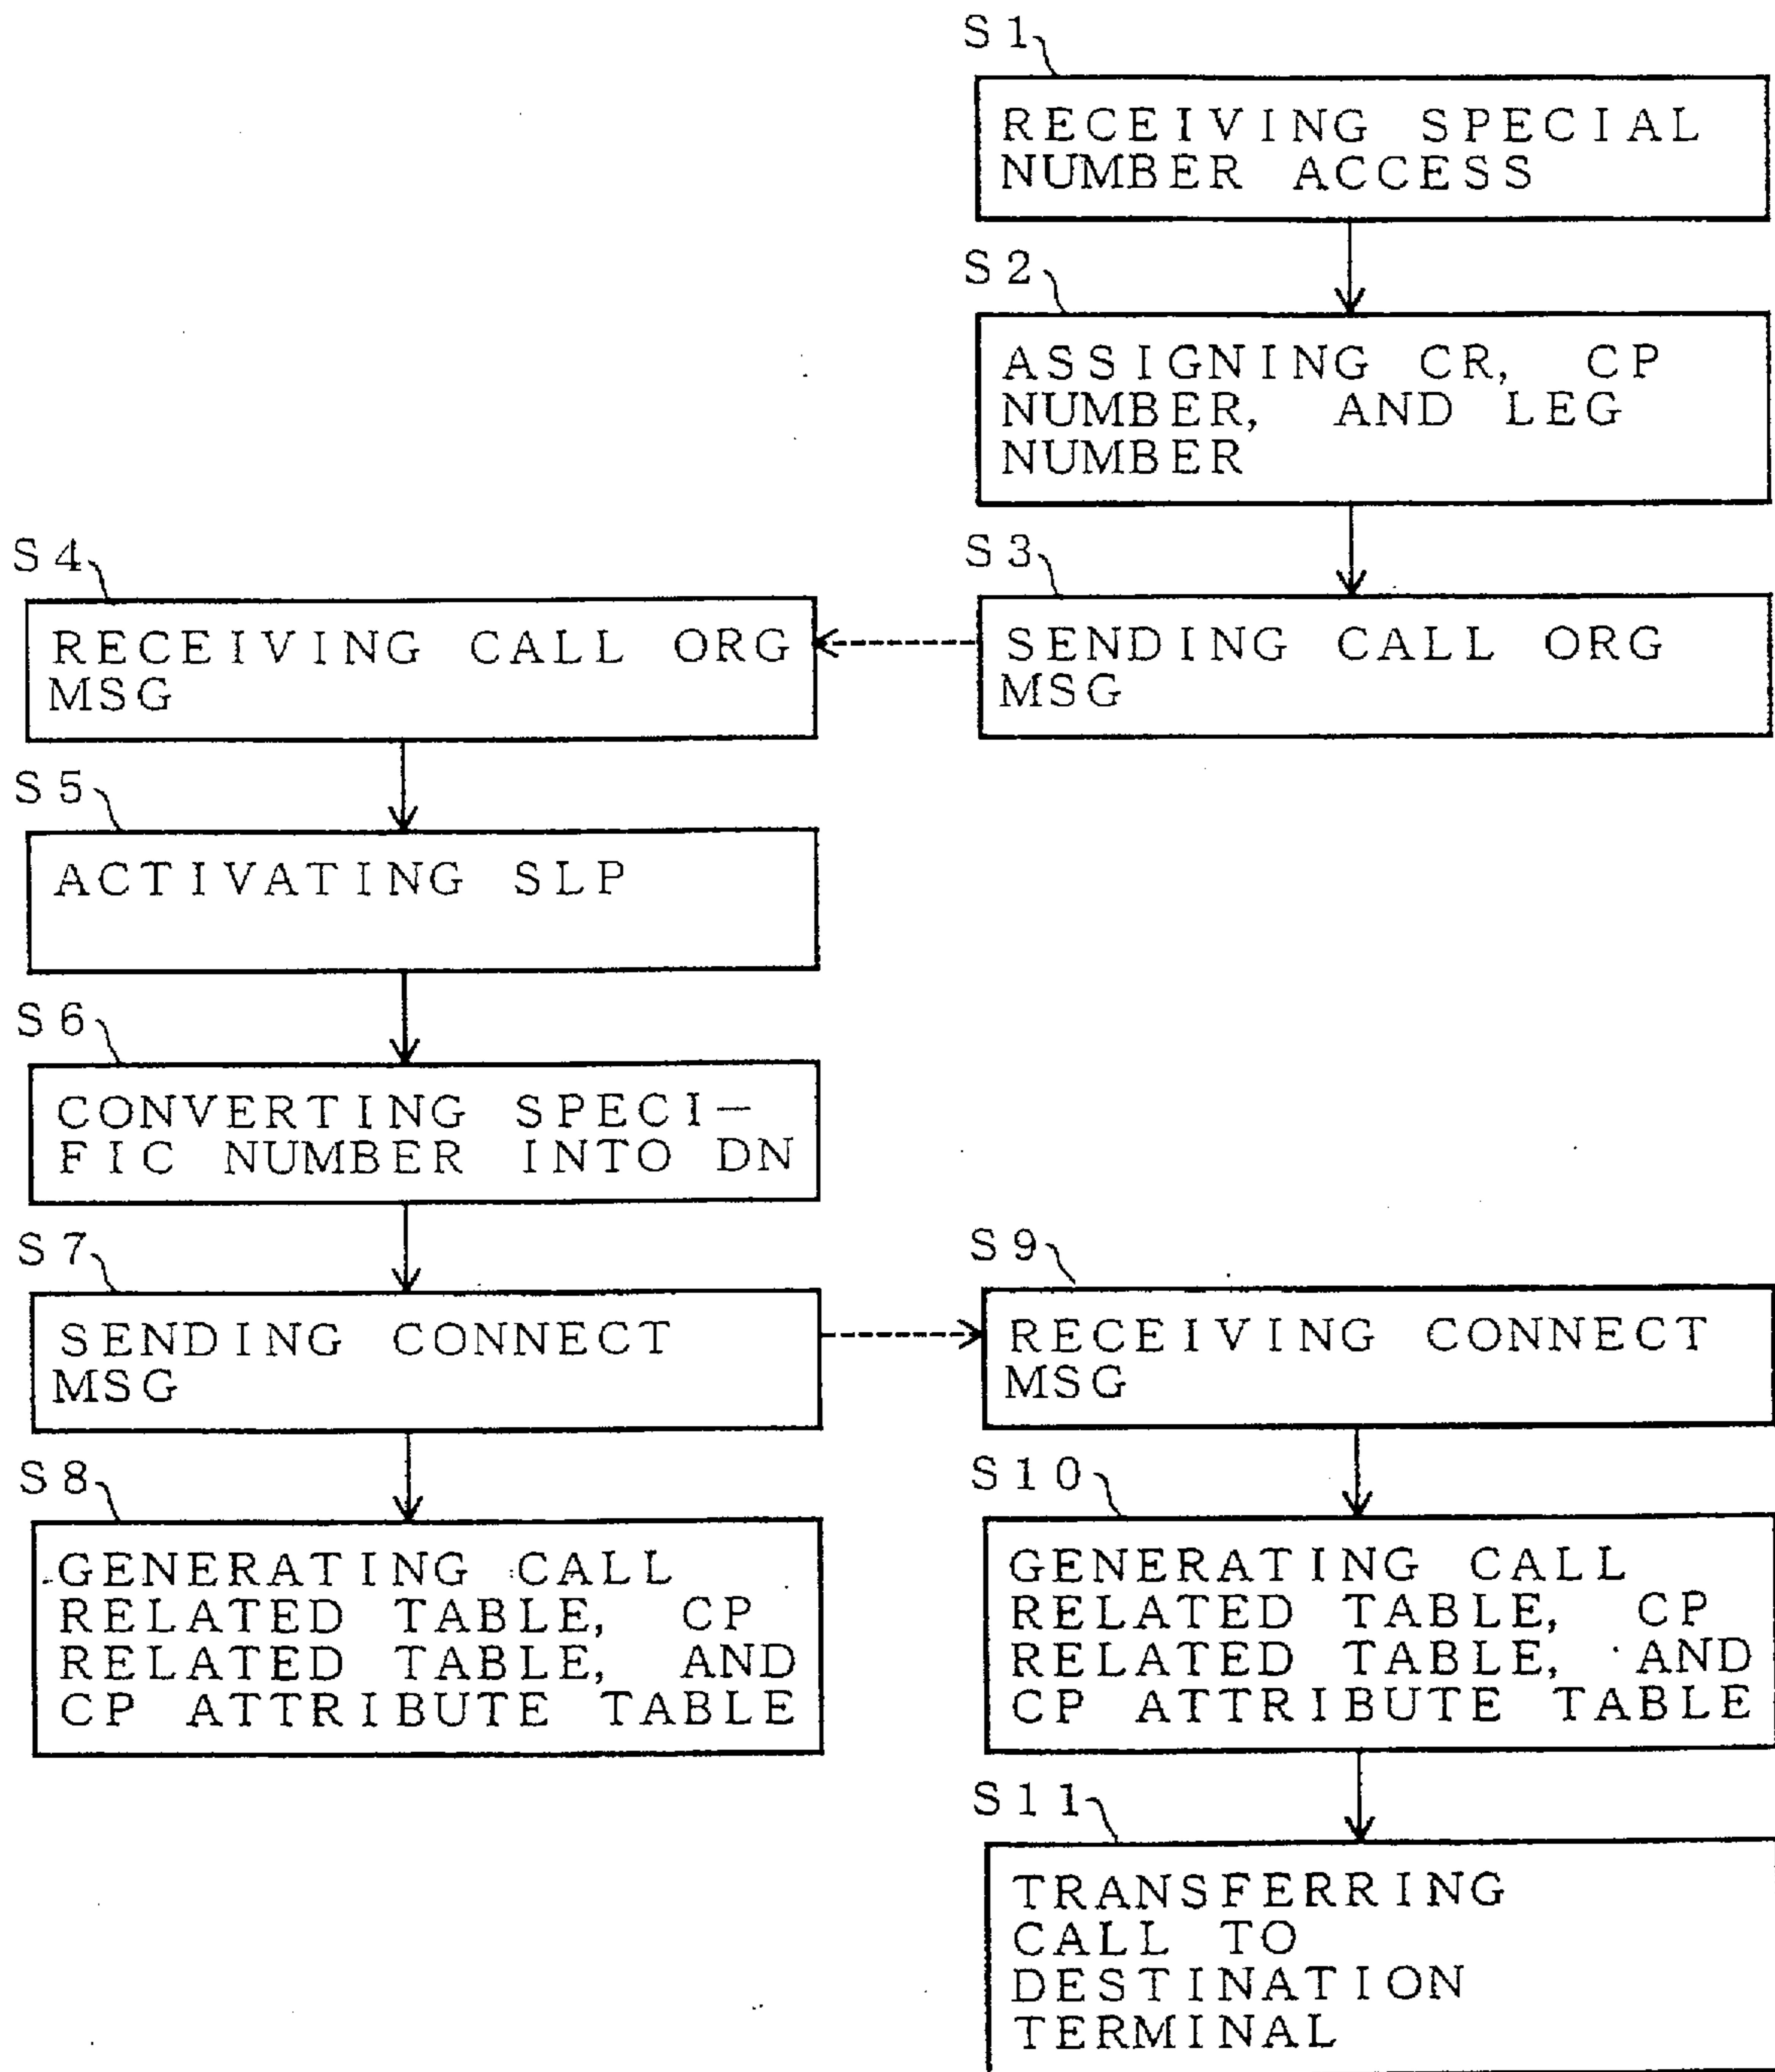 S1
RECEIVING SPECIAL
NUMBER ACCESS
S2
ASSIGNING CR, CP
NUMBER, AND LEG
NUMBER
S3
SENDING CALL ORG
MSG
S4
RECEIVING CALL ORG
MSG
S5
ACTIVATING SLP
S6
CONVERTING SPECI-
FIC NUMBER INTO DN
S7
SENDING CONNECT
MSG
S8
GENERATING CALL
RELATED TABLE, CP
RELATED TABLE, AND
CP ATTRIBUTE TABLE
S9
RECEIVING CONNECT
MSG
S10
GENERATING CALL
RELATED TABLE, CP
RELATED TABLE, AND
CP ATTRIBUTE TABLE
S11
TRANSFERRING
CALL TO
DESTINATION
TERMINAL